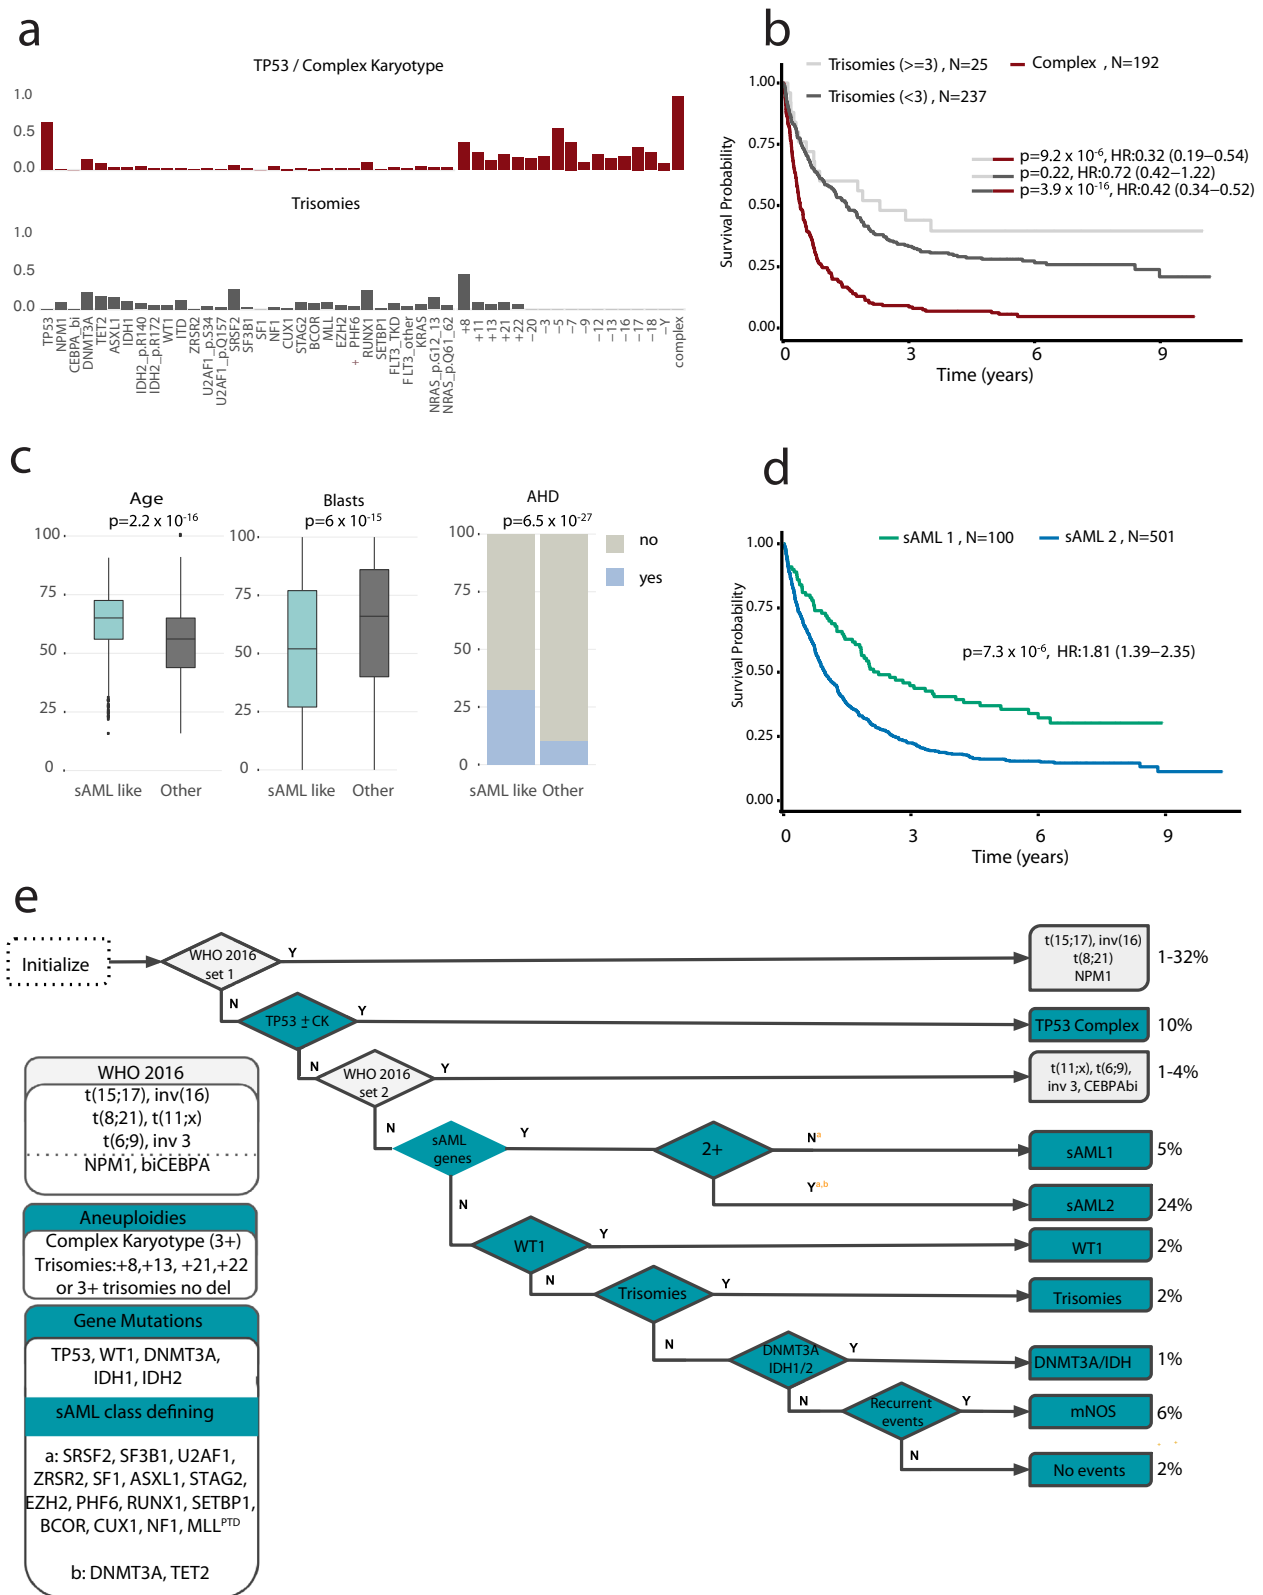 a
TP53 / Complex Karyotype
1.0
0.5
0.0
Trisomies
1.0
0.5
0.0
TP53
NPM1
CEBPA_bi
DNMT3A
TET2
ASXL1
IDH1
IDH2_p.R140
IDH2_p.R172
WT1
ITD
ZRSR2
U2AF1_p.S34
U2AF1_p.Q157
SRSF2
SF3B1
SF1
NF1
CUX1
STAG2
BCOR
MLL
EZH2
+ PHF6
RUNX1
SETBP1
FLT3_TKD
FLT3_other
KRAS
NRAS_p.G12_13
NRAS_p.Q61_62
+8
+11
+13
+21
+22
−20
−3
−5
−7
−9
−12
−13
−16
−17
−18
−Y
complex
b
Trisomies (>=3) , N=25
Complex , N=192
Trisomies (<3) , N=237
1.00
0.75
0.50
0.25
0.00
Survival Probability
p=9.2 x 10-6, HR:0.32 (0.19−0.54)
p=0.22, HR:0.72 (0.42−1.22)
p=3.9 x 10-16, HR:0.42 (0.34−0.52)
0 3 6 9
Time (years)
c
Age
p=2.2 x 10-16
100
75
50
25
0
sAML like Other
Blasts
p=6 x 10-15
100
75
50
25
0
sAML like Other
AHD
p=6.5 x 10-27
100
75
50
25
0
sAML like Other
no
yes
d
sAML 1 , N=100
sAML 2 , N=501
1.00
0.75
0.50
0.25
0.00
Survival Probability
p=7.3 x 10-6, HR:1.81 (1.39−2.35)
0 3 6 9
Time (years)
e
Initialize
WHO 2016
set 1
Y
N
t(15;17), inv(16)
t(8;21)
NPM1
1-32%
TP53 ± CK
Y
N
TP53 Complex
10%
WHO 2016
set 2
Y
N
t(11;x), t(6;9),
inv 3, CEBPAbi
1-4%
sAML
genes
Y
N
2+
Na
Ya,b
sAML1
5%
sAML2
24%
WT1
Y
N
WT1
2%
Trisomies
Y
N
Trisomies
2%
DNMT3A
IDH1/2
Y
N
DNMT3A/IDH
1%
Recurrent
events
Y
N
mNOS
6%
No events
2%
WHO 2016
t(15;17), inv(16)
t(8;21), t(11;x)
t(6;9), inv 3
NPM1, biCEBPA
Aneuploidies
Complex Karyotype (3+)
Trisomies:+8,+13, +21,+22
or 3+ trisomies no del
Gene Mutations
TP53, WT1, DNMT3A,
IDH1, IDH2
sAML class defining
a: SRSF2, SF3B1, U2AF1,
ZRSR2, SF1, ASXL1, STAG2,
EZH2, PHF6, RUNX1, SETBP1,
BCOR, CUX1, NF1, MLLPTD
b: DNMT3A, TET2